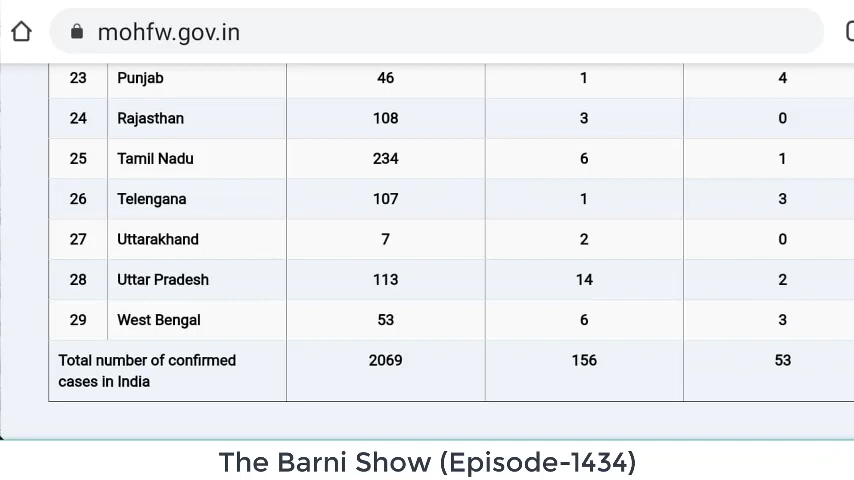 mohfw.gov.in
23 Punjab 46 1 4
24 Rajasthan 108 3 0
25 Tamil Nadu 234 6 1
26 Telengana 107 1 3
27 Uttarakhand 7 2 0
28 Uttar Pradesh 113 14 2
29 West Bengal 53 6 3
Total number of confirmed 2069 156 53
cases in India
The Barni Show (Episode-1434)